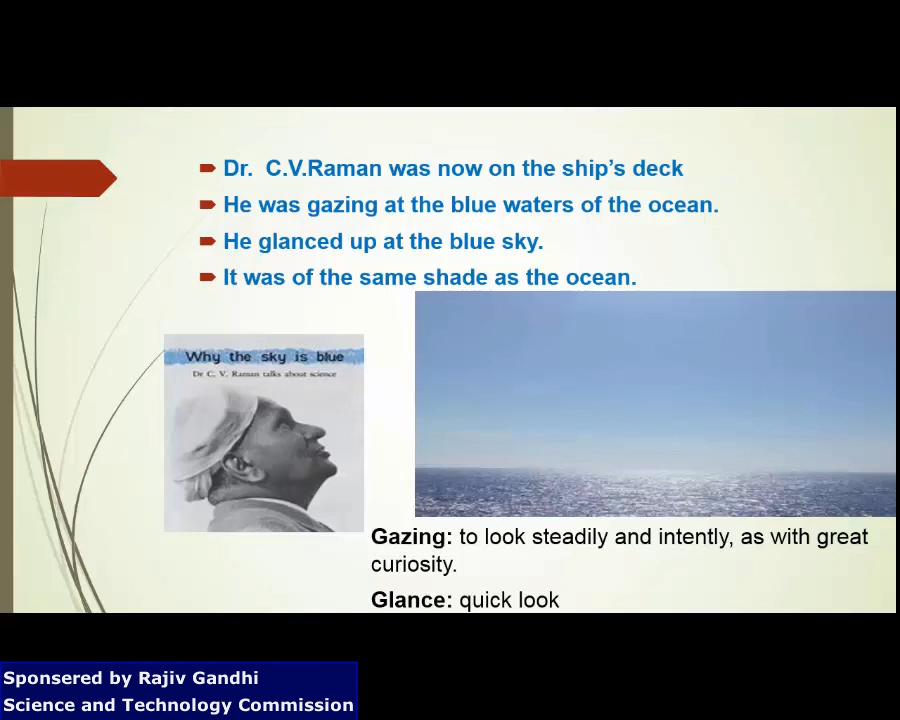 Dr. C.V.Raman was now on the ship's deck
He was gazing at the blue waters of the ocean.
He glanced up at the blue sky.
It was of the same shade as the ocean.
Why the sky is blue
Dr C. V. Raman talks about science
Gazing: to look steadily and intently, as with great
curiosity.
Glance: quick look
Sponsered by Rajiv Gandhi
Science and Technology Commission